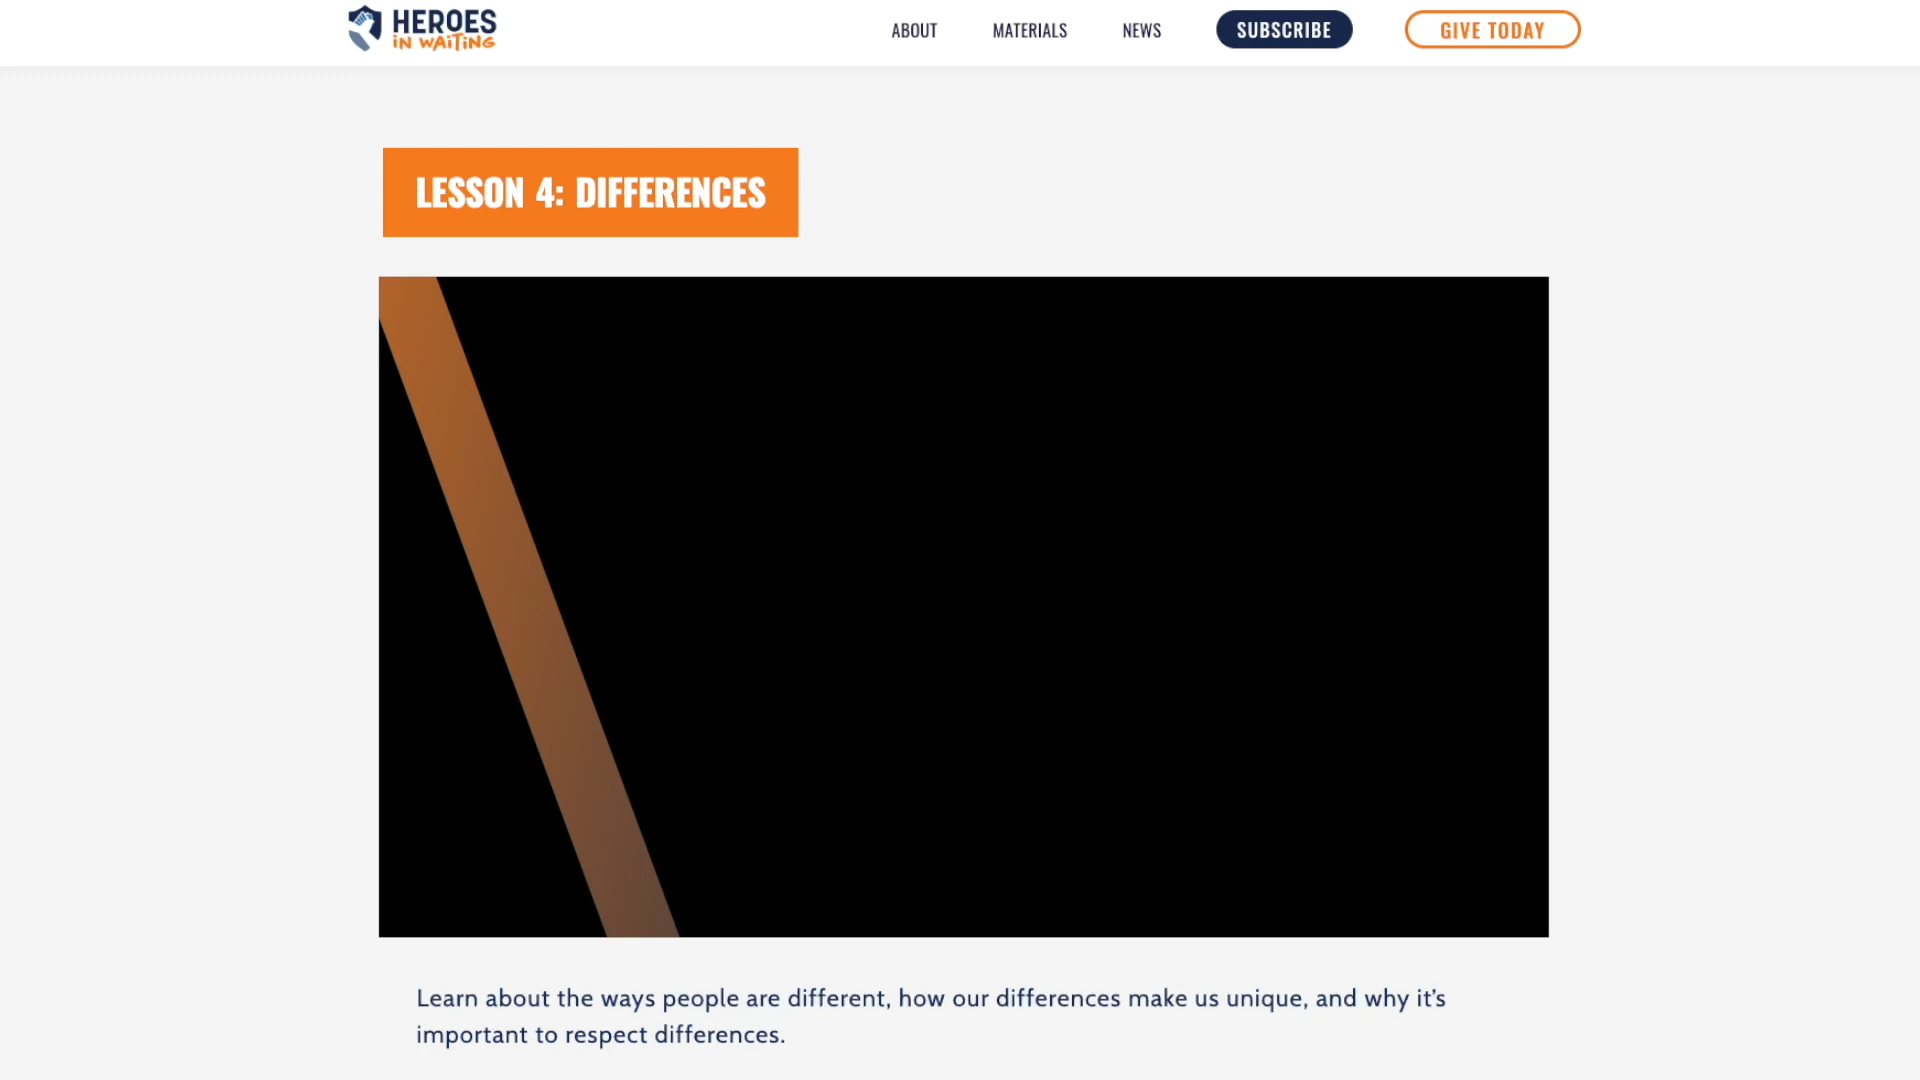 HEROES
IN WAITING
ABOUT
MATERIALS
NEWS
SUBSCRIBE
GIVE TODAY
LESSON 4: DIFFERENCES
Learn about the ways people are different, how our differences make us unique, and why it’s
important to respect differences.